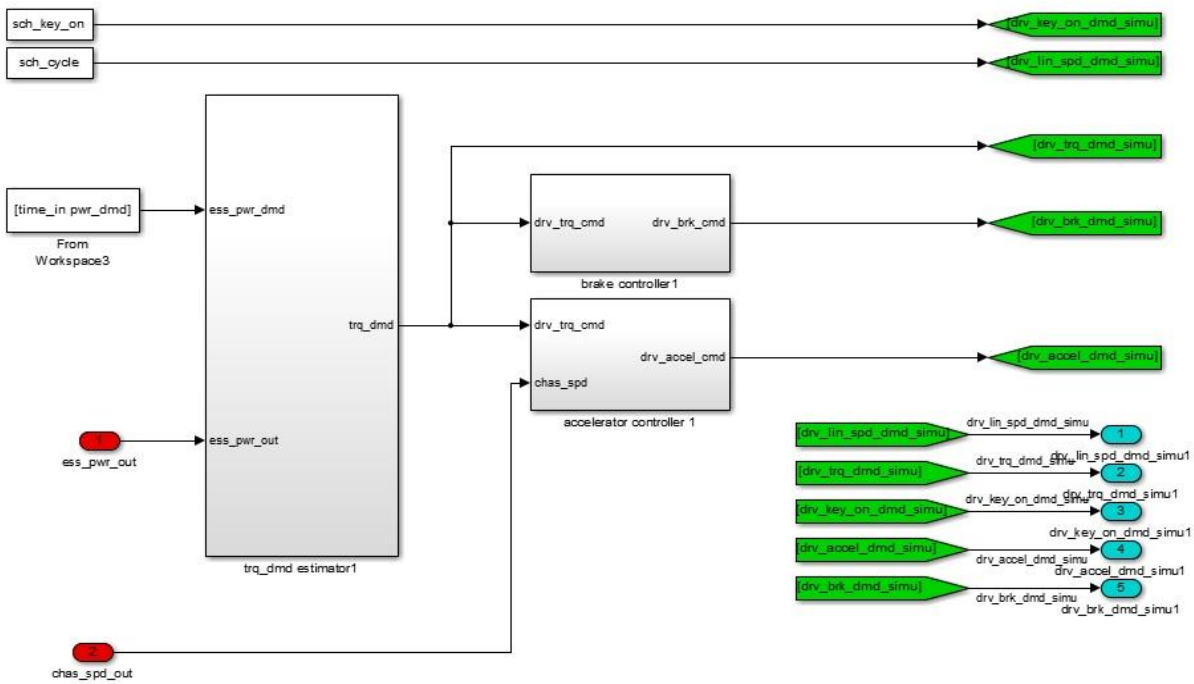 sch_key_on
[drv_key_on_dmd_simu]
sch_cycle
[drv_lin_spd_dmd_simu]
[drv_trq_dmd_simu]
[time_in pwr_dmd]
From
Workspace3
ess_pwr_dmd
drv_trq_cmd
drv_brk_cmd
[drv_brk_dmd_simu]
brake controller1
trq_dmd
drv_trq_cmd
drv_accel_cmd
[drv_accel_dmd_simu]
chas_spd
accelerator controller 1
1
ess_pwr_out
ess_pwr_out
trq_dmd estimator1
2
chas_spd_out
[drv_lin_spd_dmd_simu]
drv_lin_spd_dmd_simu
1
drv_lin_spd_dmd_simu1
[drv_trq_dmd_simu]
drv_trq_dmd_simu
2
drv_trq_dmd_simu1
[drv_key_on_dmd_simu]
drv_key_on_dmd_simu
3
drv_key_on_dmd_simu1
[drv_accel_dmd_simu]
drv_accel_dmd_simu
4
drv_accel_dmd_simu1
[drv_brk_dmd_simu]
drv_brk_dmd_simu
5
drv_brk_dmd_simu1